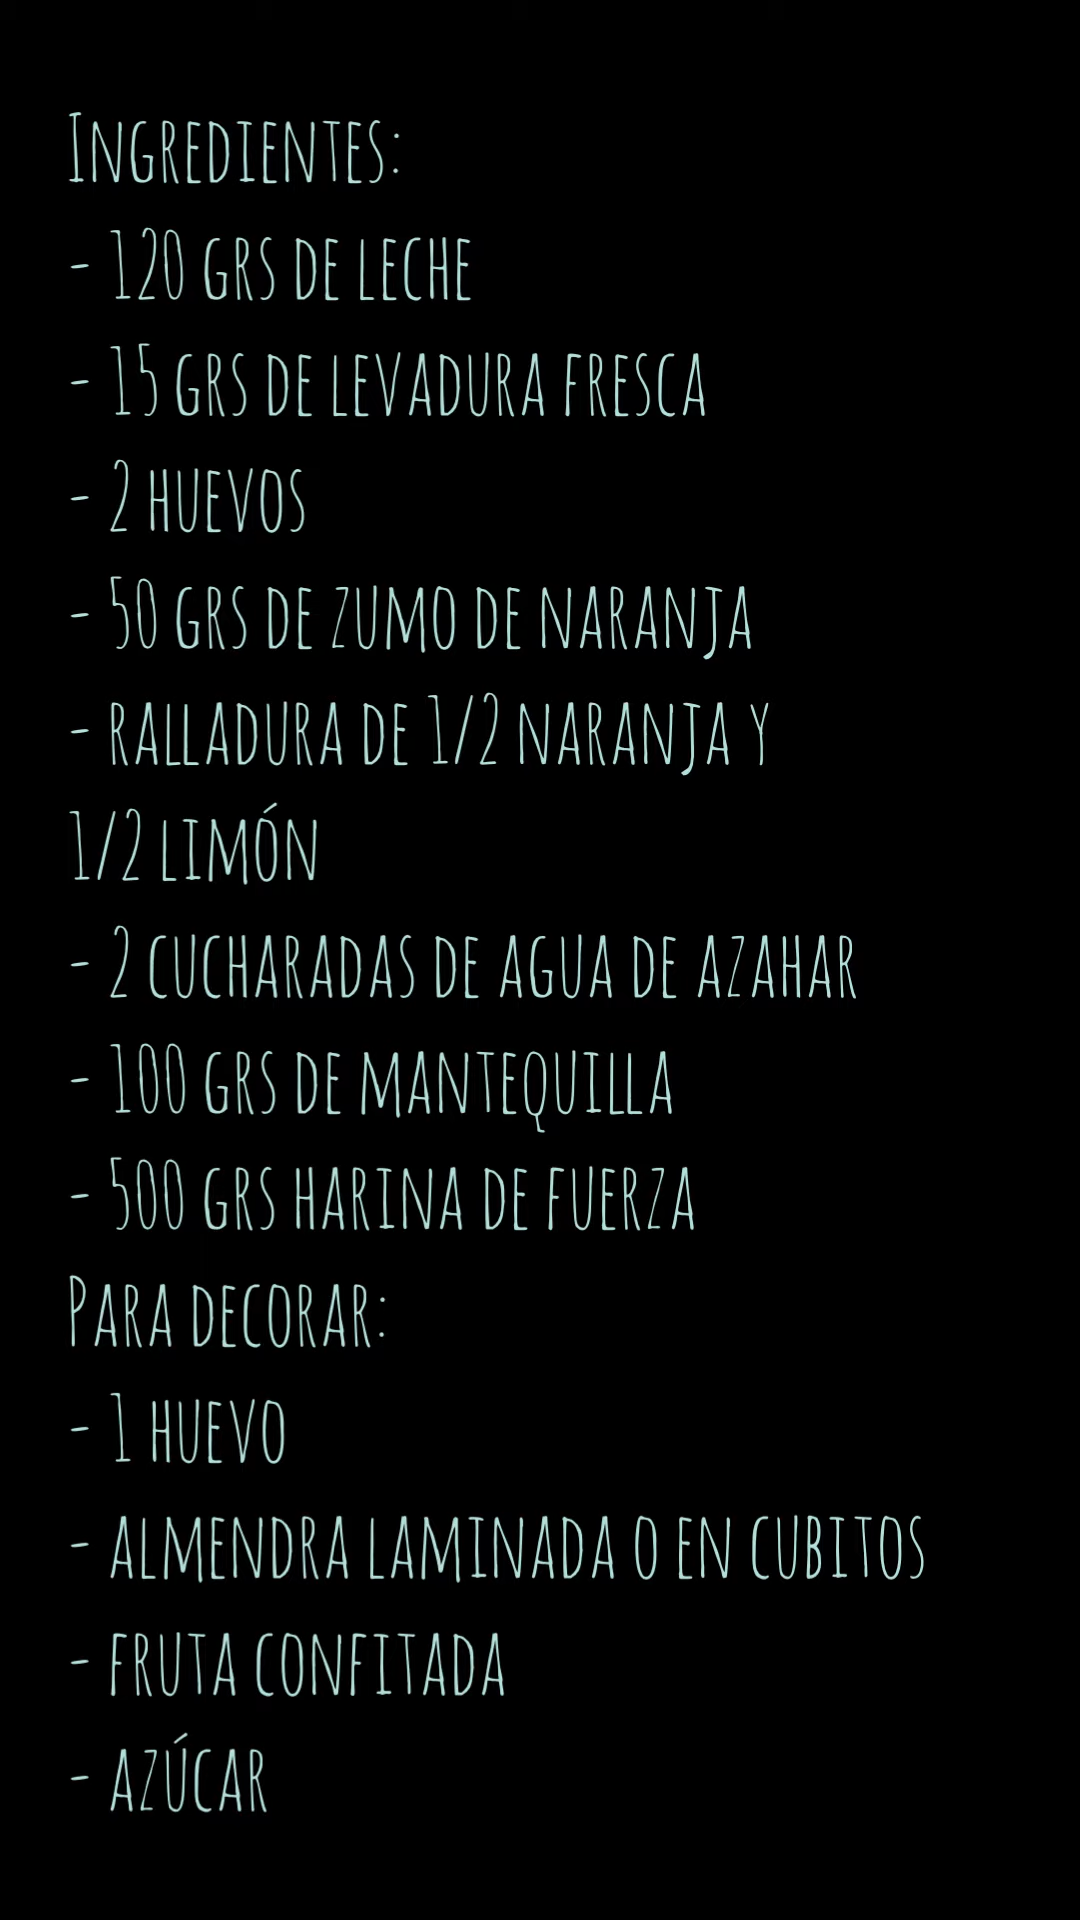 Ingredientes:
- 120 grs de leche
- 15 grs de levadura fresca
- 2 huevos
- 50 grs de zumo de naranja
- ralladura de 1/2 naranja y
1/2 limón
- 2 cucharadas de agua de azahar
- 100 grs de mantequilla
- 500 grs harina de fuerza
Para decorar:
- 1 huevo
- almendra laminada o en cubitos
- fruta confitada
- azúcar